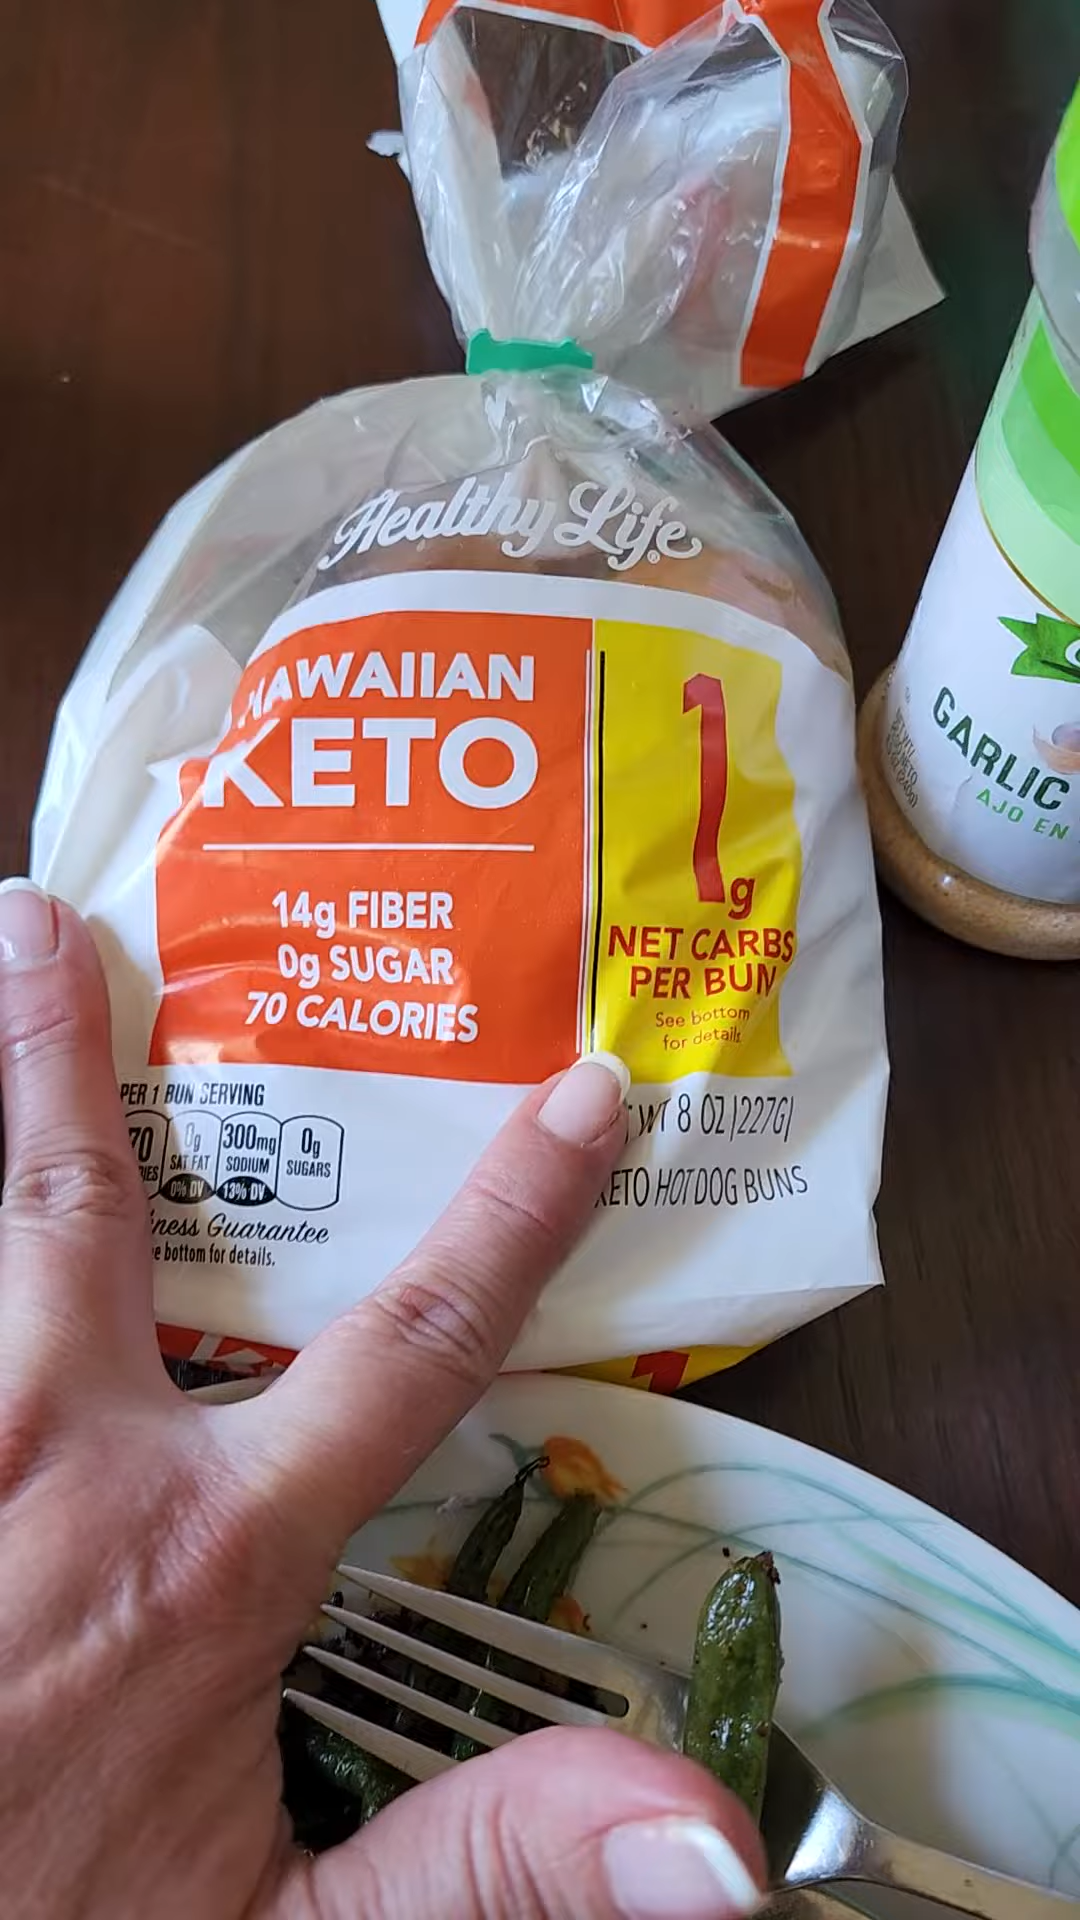 Healthy Life®
HAWAIIAN
KETO
14g FIBER
0g SUGAR
70 CALORIES
1g
NET CARBS
PER BUN
See bottom
for details
PER 1 BUN SERVING
70
0g
SAT FAT
0% DV
300mg
SODIUM
13% DV
0g
SUGARS
Guarantee
bottom for details.
WT 8 OZ (227G)
KETO HOT DOG BUNS
GARLIC
AJO EN
1